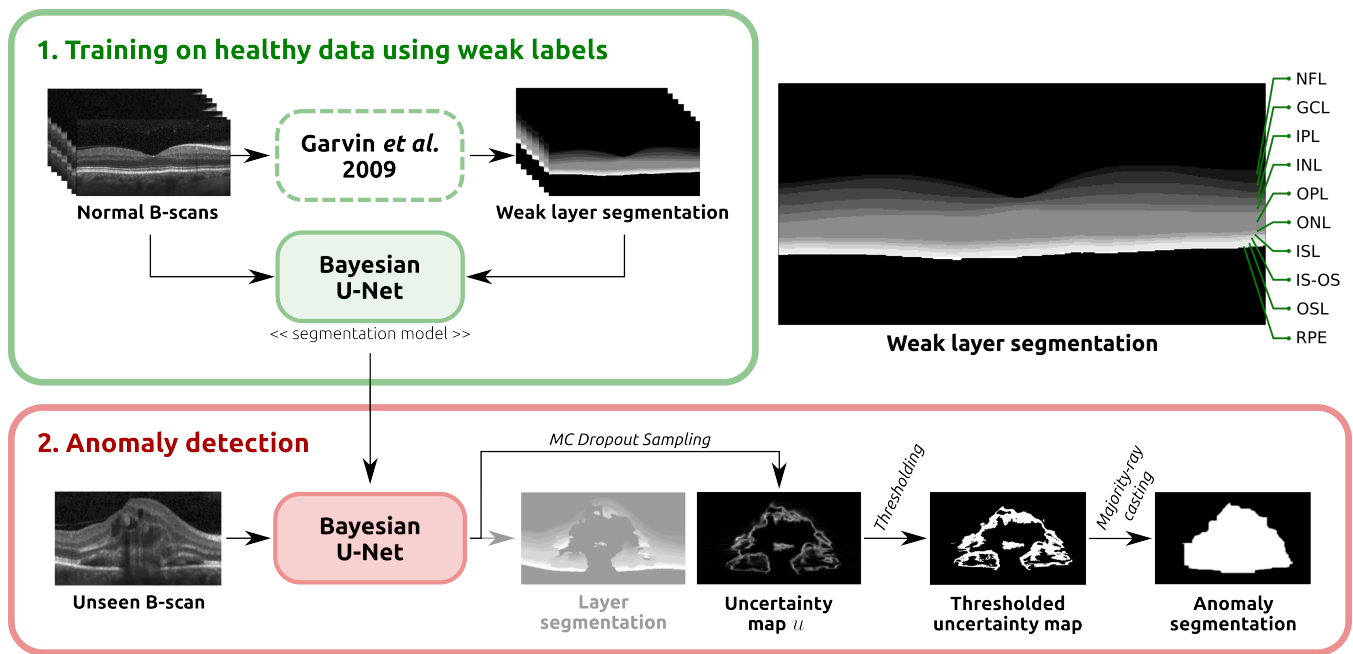 1. Training on healthy data using weak labels
Garvin et al.
2009
Normal B-scans
Weak layer segmentation
Bayesian
U-Net
<< segmentation model >>
NFL
GCL
IPL
INL
OPL
ONL
ISL
IS-OS
OSL
RPE
Weak layer segmentation
2. Anomaly detection
MC Dropout Sampling
Thresholding
Majority-ray
casting
Bayesian
U-Net
Unseen B-scan
Layer
segmentation
Uncertainty
map u
Thresholded
uncertainty map
Anomaly
segmentation